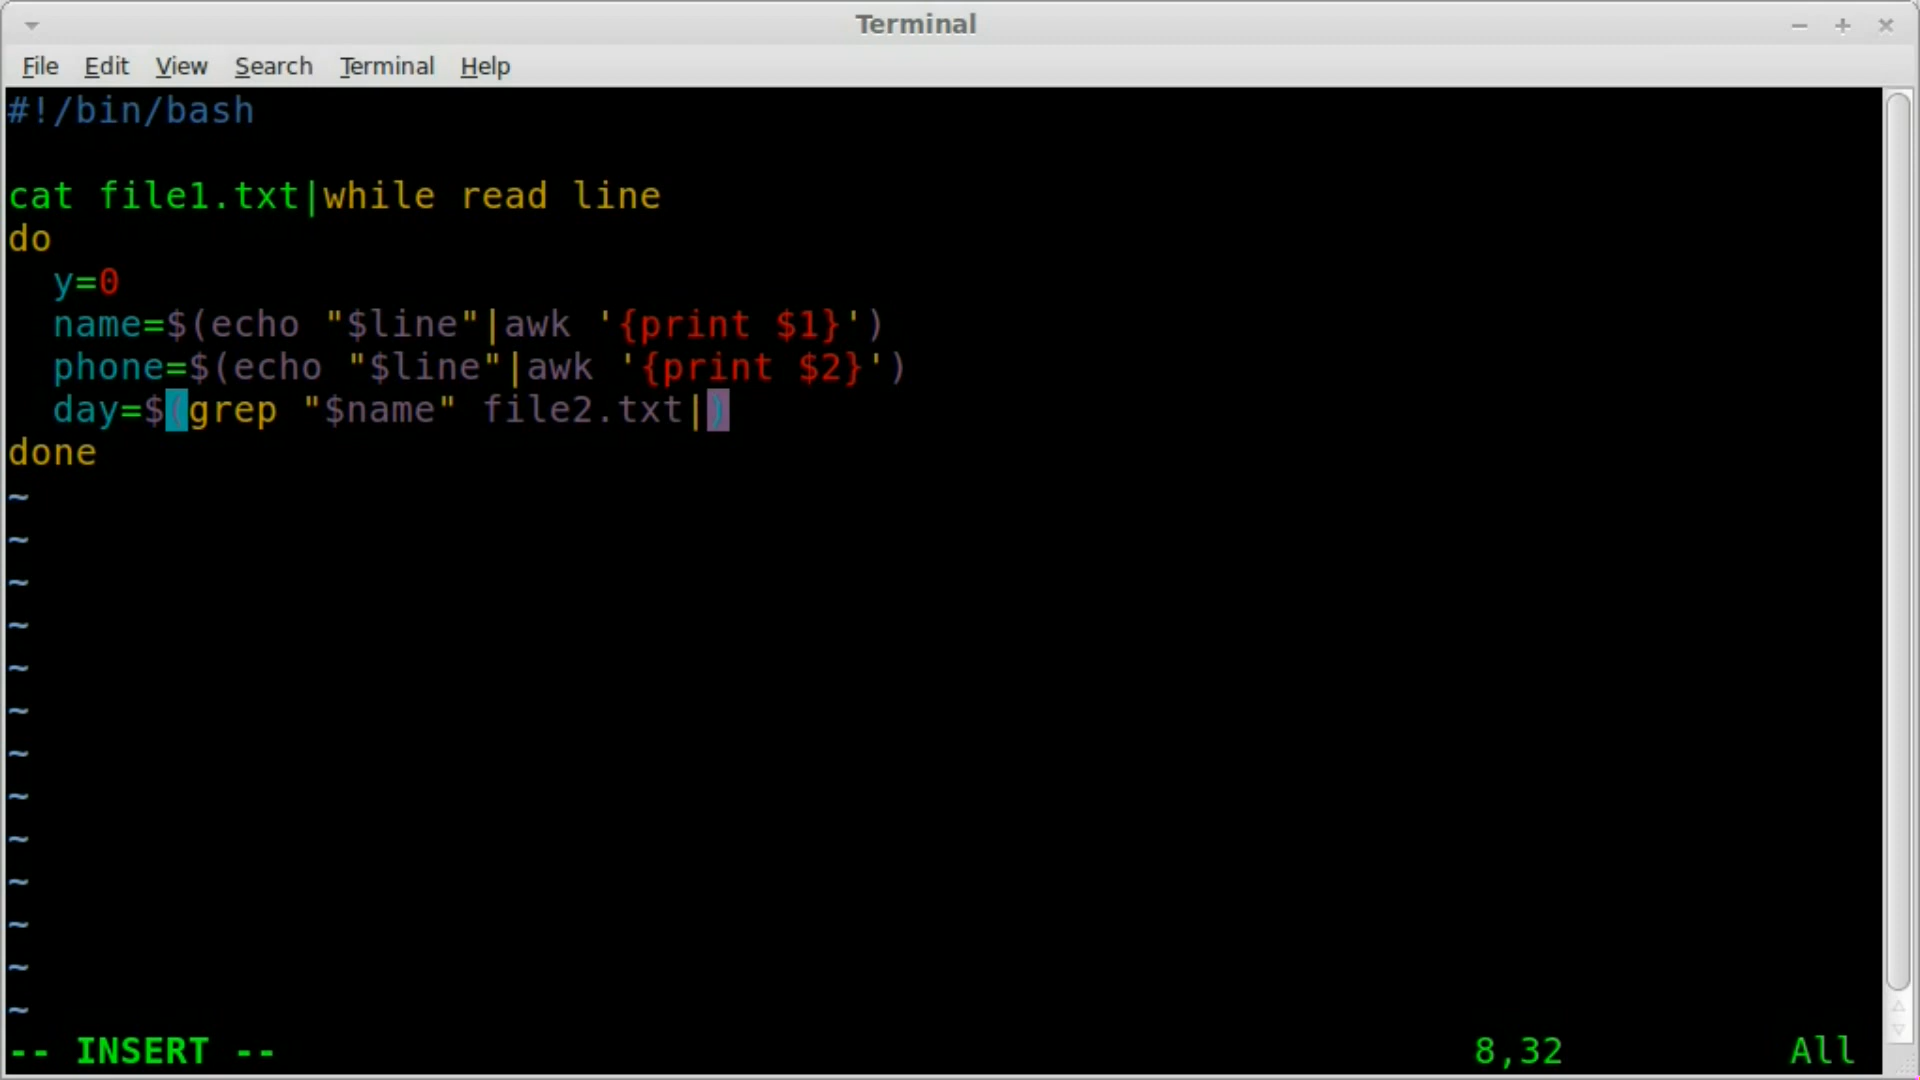 Terminal
File Edit View Search Terminal Help
#!/bin/bash
cat file1.txt|while read line
do
  y=0
  name=$(echo "$line"|awk '{print $1}')
  phone=$(echo "$line"|awk '{print $2}')
  day=$(grep "$name" file2.txt|)
done
~
~
~
~
~
~
~
~
~
~
~
~
~
-- INSERT -- 8,32 All